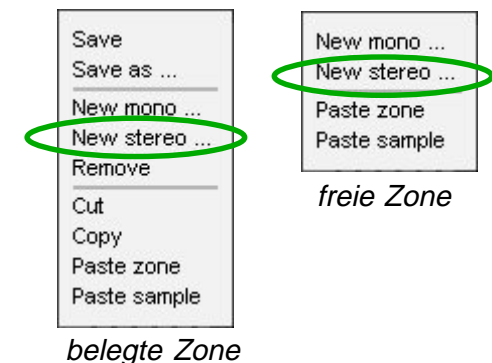 Save
Save as ...
New mono ...
New stereo ...
Remove
Cut
Copy
Paste zone
Paste sample
belegte Zone
New mono ...
New stereo ...
Paste zone
Paste sample
freie Zone